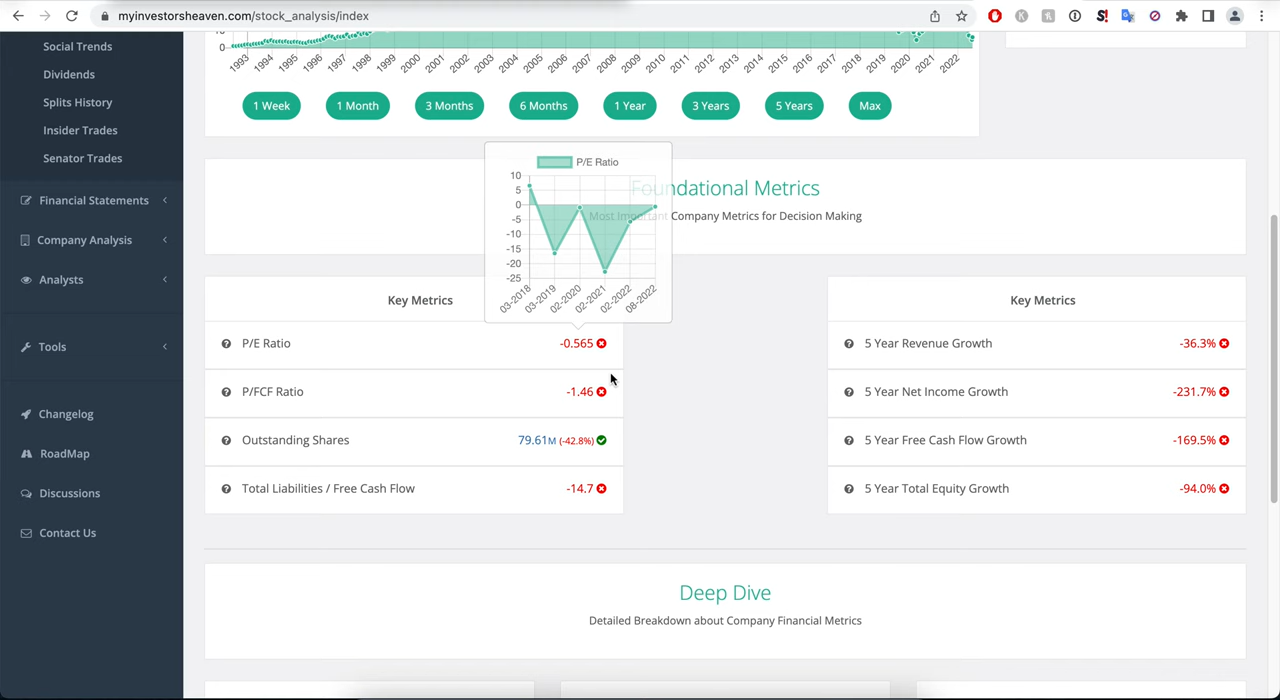 myinvestorsheaven.com/stock_analysis/index
Social Trends
Dividends
Splits History
Insider Trades
Senator Trades
Financial Statements
Company Analysis
Analysts
Tools
Changelog
RoadMap
Discussions
Contact Us
0
1993 1994 1995 1996 1997 1998 1999 2000 2001 2002 2003 2004 2005 2006 2007 2008 2009 2010 2011 2012 2013 2014 2015 2016 2017 2018 2019 2020 2021 2022
1 Week 1 Month 3 Months 6 Months 1 Year 3 Years 5 Years Max
P/E Ratio
10
5
0
-5
-10
-15
-20
-25
03-2018 03-2019 02-2020 02-2021 02-2022 08-2022
Foundational Metrics
Most Important Company Metrics for Decision Making
Key Metrics
P/E Ratio -0.565
P/FCF Ratio -1.46
Outstanding Shares 79.61M (-42.8%)
Total Liabilities / Free Cash Flow -14.7
Key Metrics
5 Year Revenue Growth -36.3%
5 Year Net Income Growth -231.7%
5 Year Free Cash Flow Growth -169.5%
5 Year Total Equity Growth -94.0%
Deep Dive
Detailed Breakdown about Company Financial Metrics